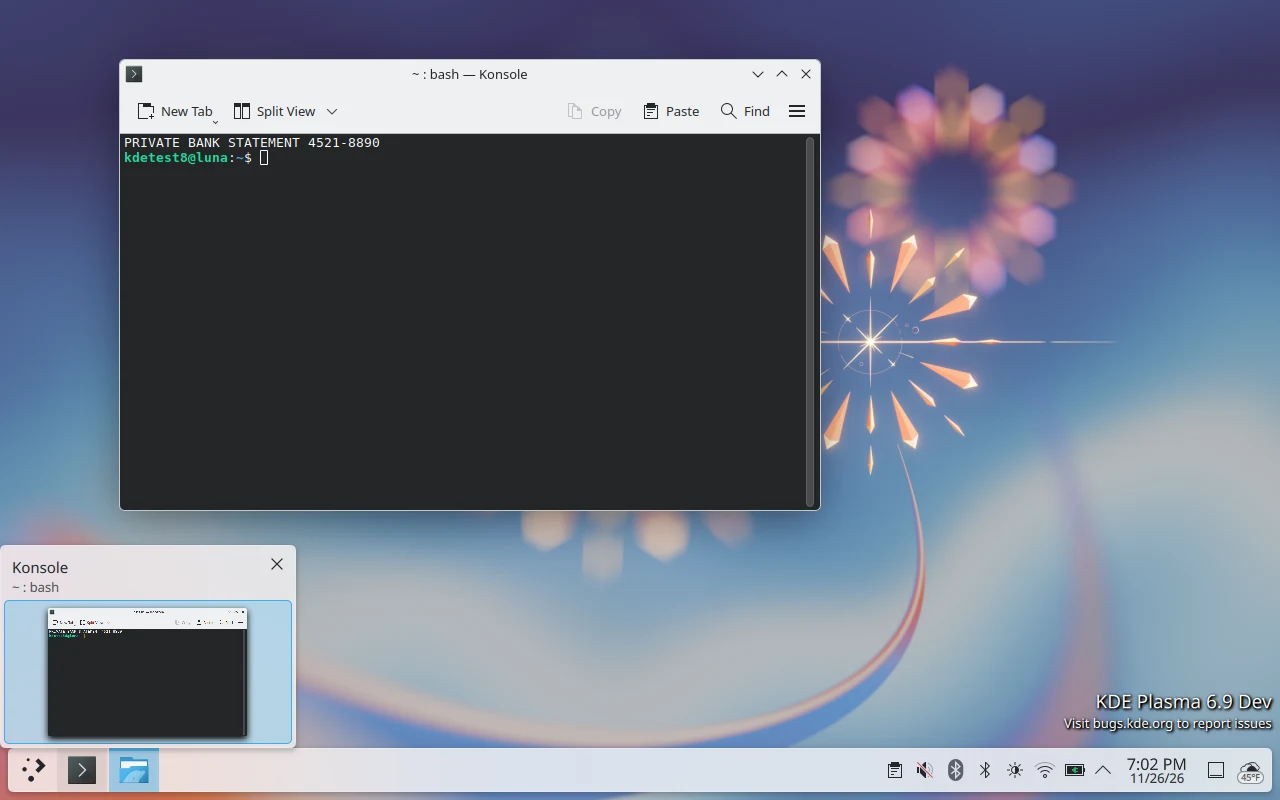 ~ : bash — Konsole
New Tab Split View Copy Paste Find
PRIVATE BANK STATEMENT 4521-8890
kdetest8@luna:~$
Konsole
~ : bash
KDE Plasma 6.9 Dev
Visit bugs.kde.org to report issues
7:02 PM
11/26/26
45°F